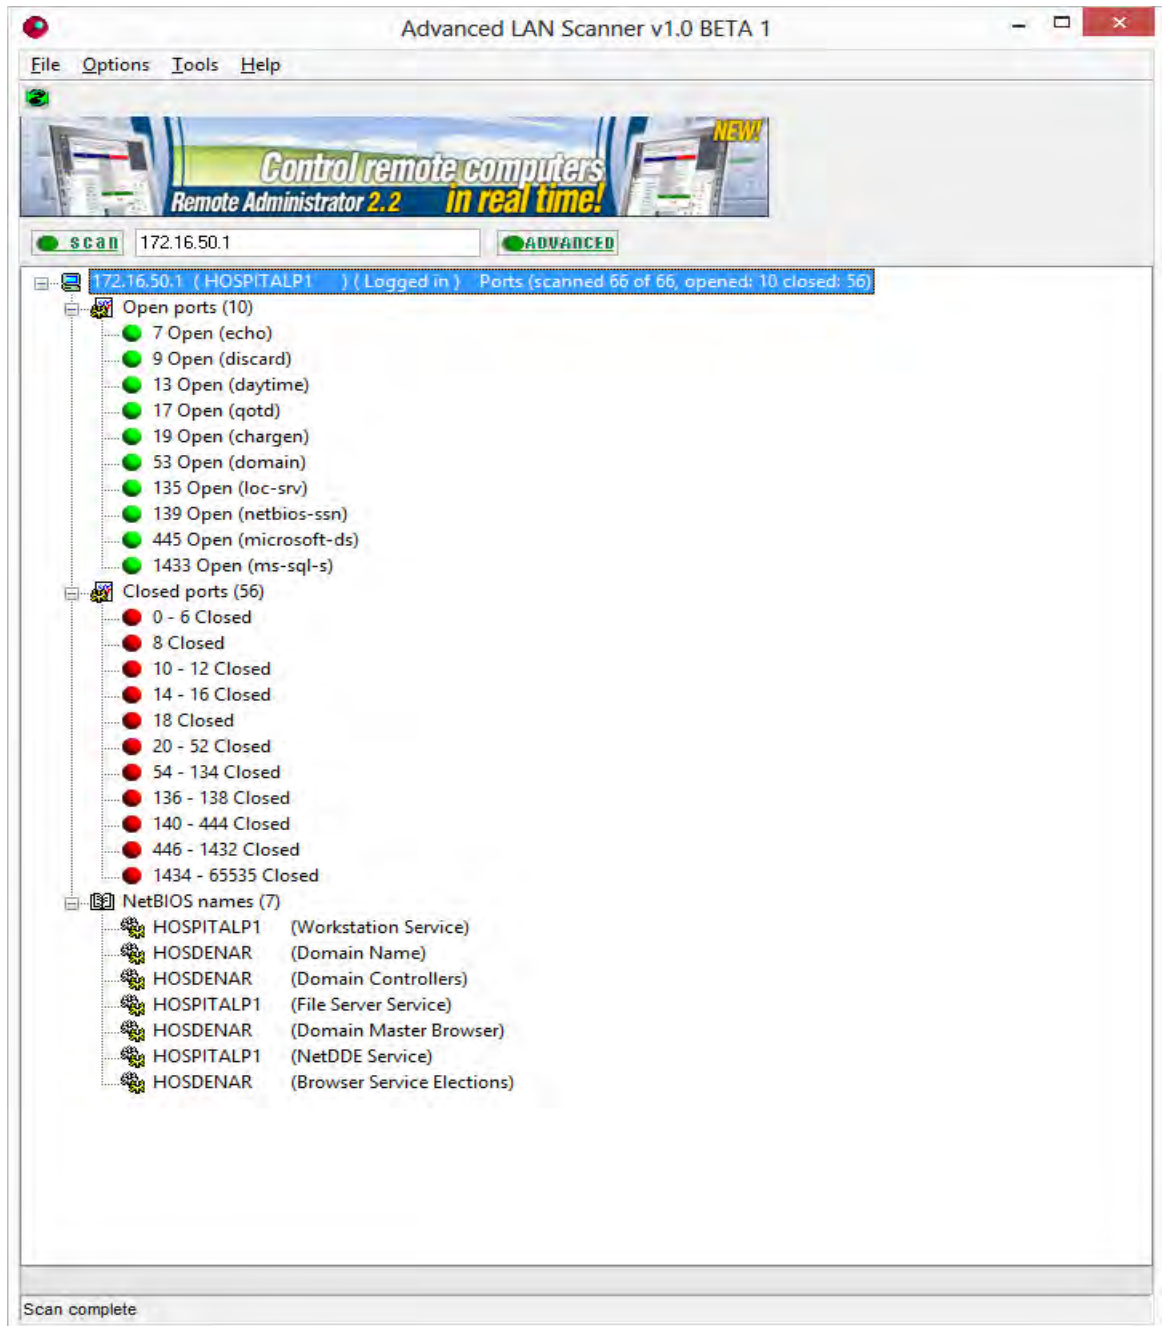 Advanced LAN Scanner v1.0 BETA 1
File Options Tools Help
NEW!
Control remote computers
Remote Administrator 2.2 in real time!
scan 172.16.50.1 ADVANCED
172.16.50.1 ( HOSPITALP1 ) ( Logged in ) Ports (scanned 66 of 66, opened: 10 closed: 56)
Open ports (10)
7 Open (echo)
9 Open (discard)
13 Open (daytime)
17 Open (qotd)
19 Open (chargen)
53 Open (domain)
135 Open (loc-srv)
139 Open (netbios-ssn)
445 Open (microsoft-ds)
1433 Open (ms-sql-s)
Closed ports (56)
0 - 6 Closed
8 Closed
10 - 12 Closed
14 - 16 Closed
18 Closed
20 - 52 Closed
54 - 134 Closed
136 - 138 Closed
140 - 444 Closed
446 - 1432 Closed
1434 - 65535 Closed
NetBIOS names (7)
HOSPITALP1 (Workstation Service)
HOSDENAR (Domain Name)
HOSDENAR (Domain Controllers)
HOSPITALP1 (File Server Service)
HOSDENAR (Domain Master Browser)
HOSPITALP1 (NetDDE Service)
HOSDENAR (Browser Service Elections)
Scan complete